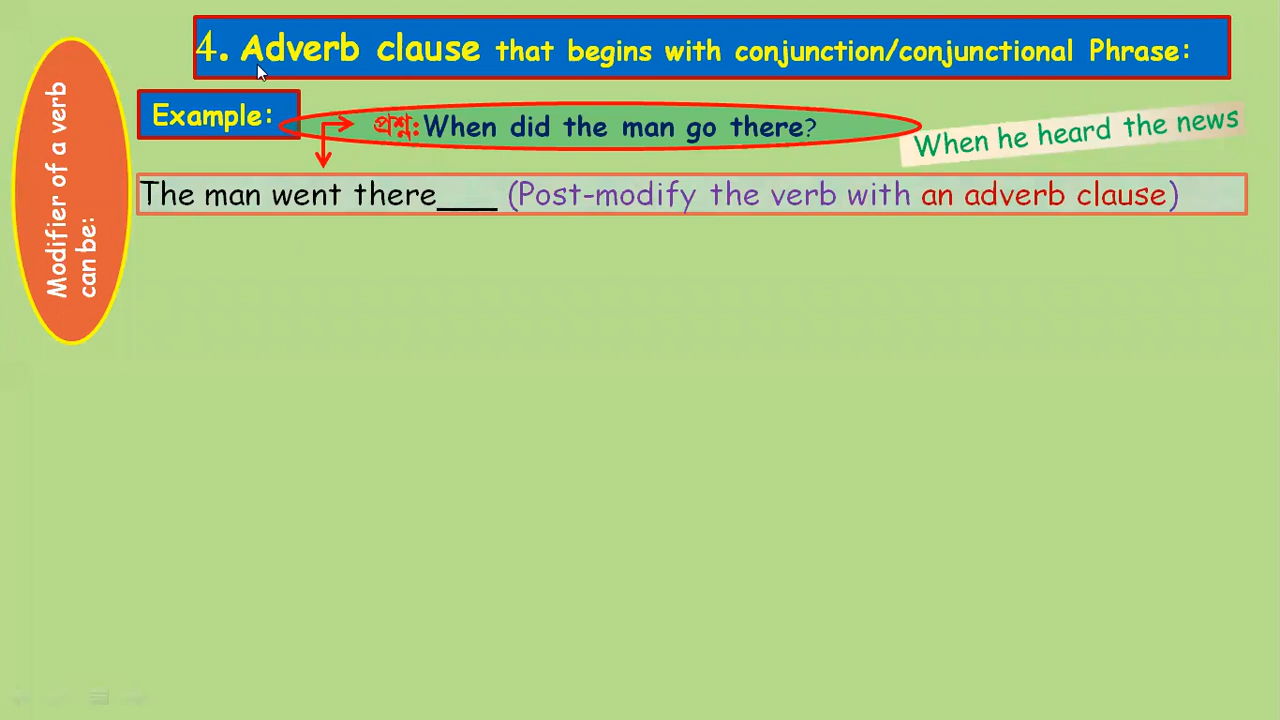 4. Adverb clause that begins with conjunction/conjunctional Phrase:
Modifier of a verb
can be:
Example:
প্রশ্ন: When did the man go there?
When he heard the news
The man went there___ (Post-modify the verb with an adverb clause)